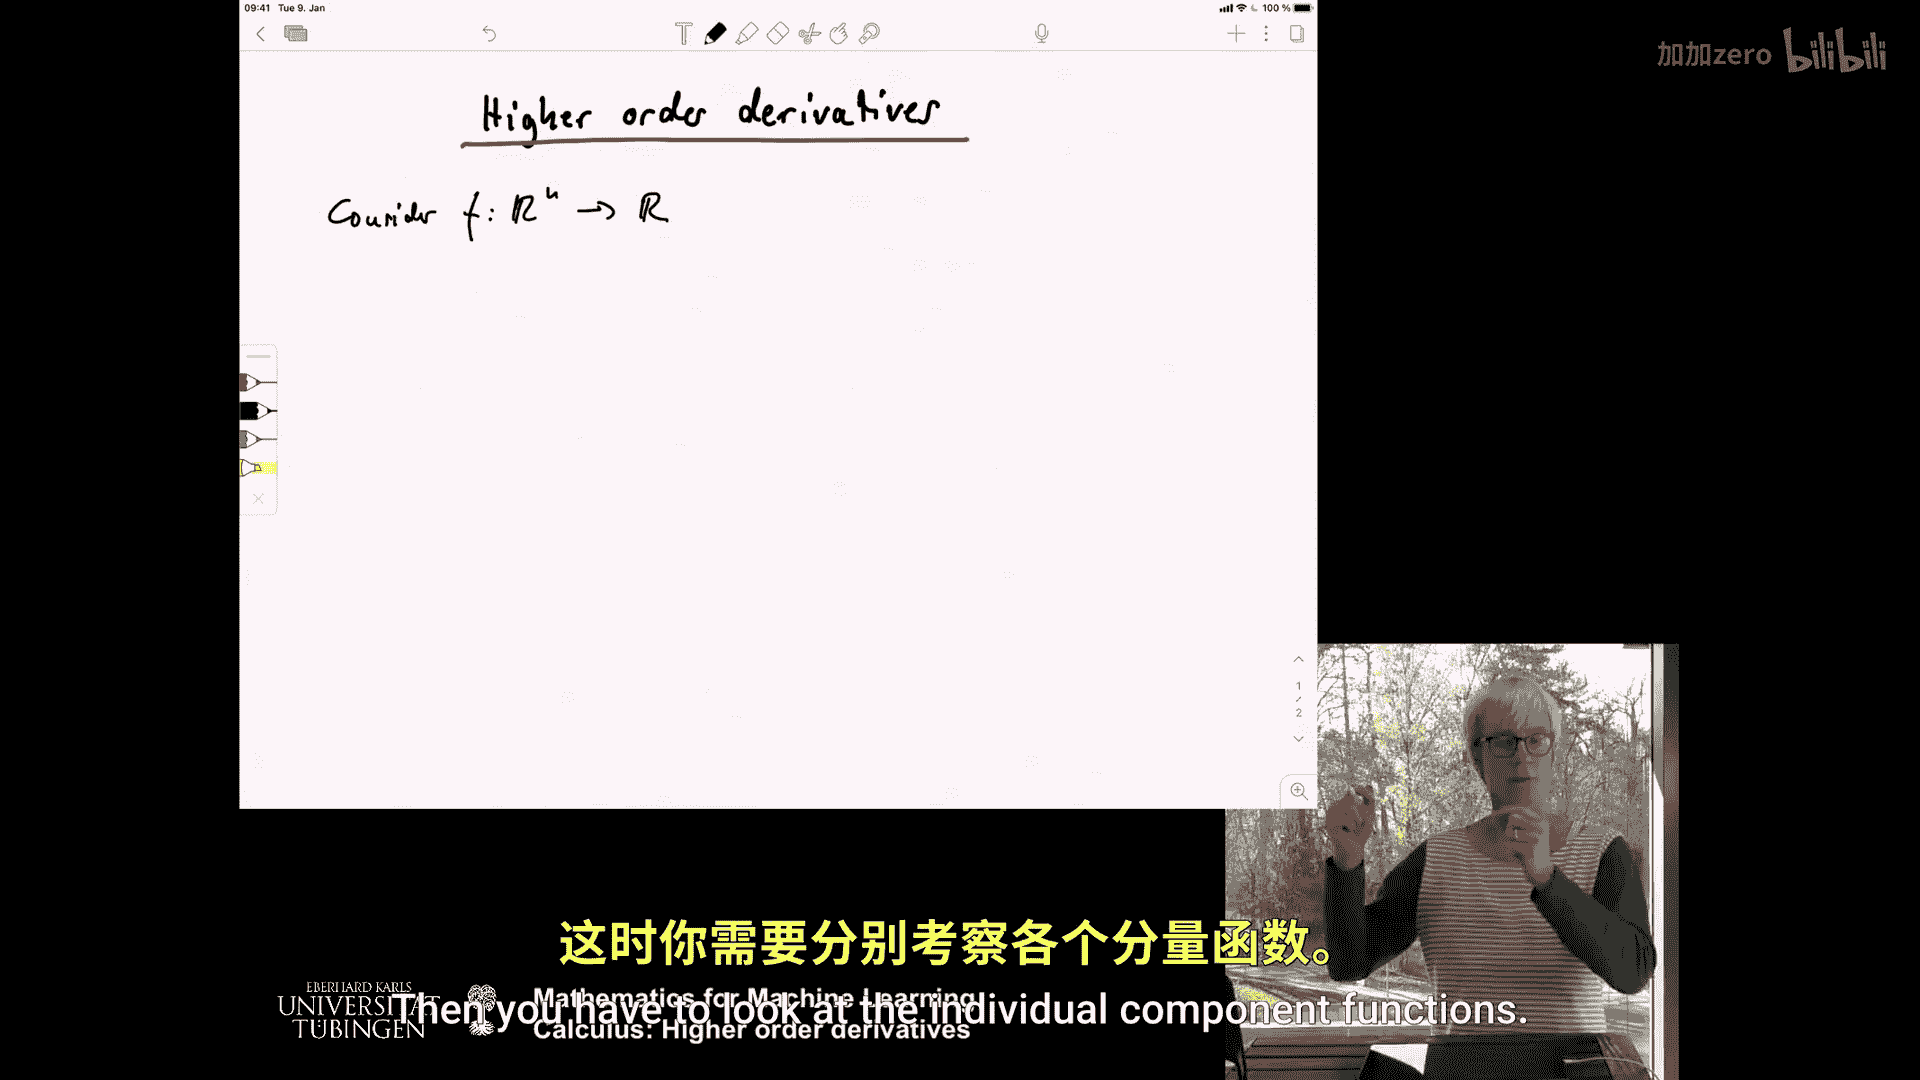 09:41 Tue 9. Jan
100 %
加加zero bilibili
Higher order derivatives
Consider f: ℝⁿ → ℝ
1
/
2
这时你需要分别考察各个分量函数。
Then you have to look at the individual component functions.
EBERHARD KARLS
UNIVERSITÄT
TÜBINGEN
Mathematics for Machine Learning
Calculus: Higher order derivatives